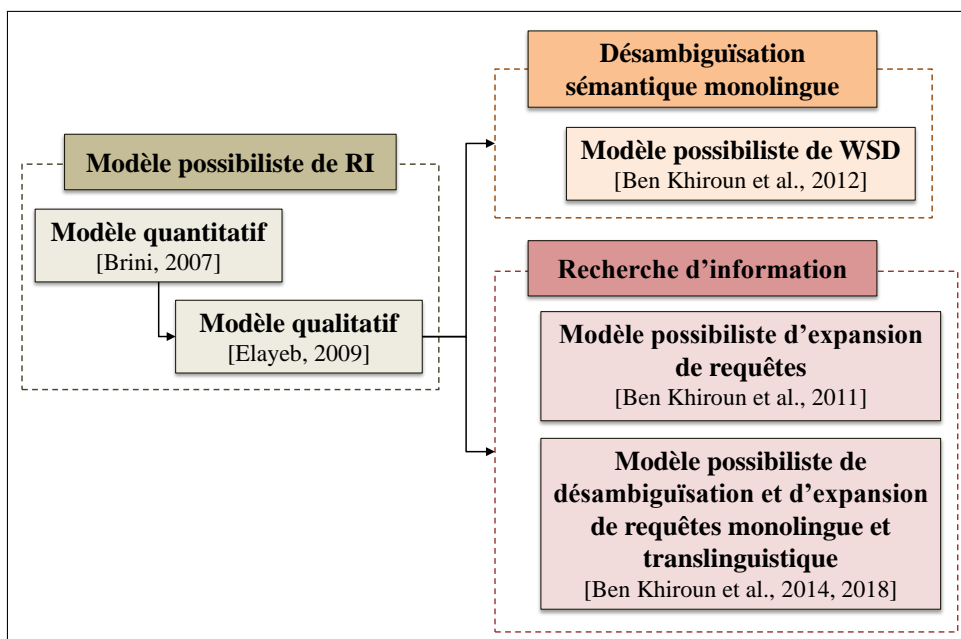 Modèle possibiliste de RI
Modèle quantitatif
[Brini, 2007]
Modèle qualitatif
[Elayeb, 2009]
Désambiguïsation
sémantique monolingue
Modèle possibiliste de WSD
[Ben Khiroun et al., 2012]
Recherche d’information
Modèle possibiliste d’expansion
de requêtes
[Ben Khiroun et al., 2011]
Modèle possibiliste de
désambiguïsation et d’expansion
de requêtes monolingue et
translinguistique
[Ben Khiroun et al., 2014, 2018]